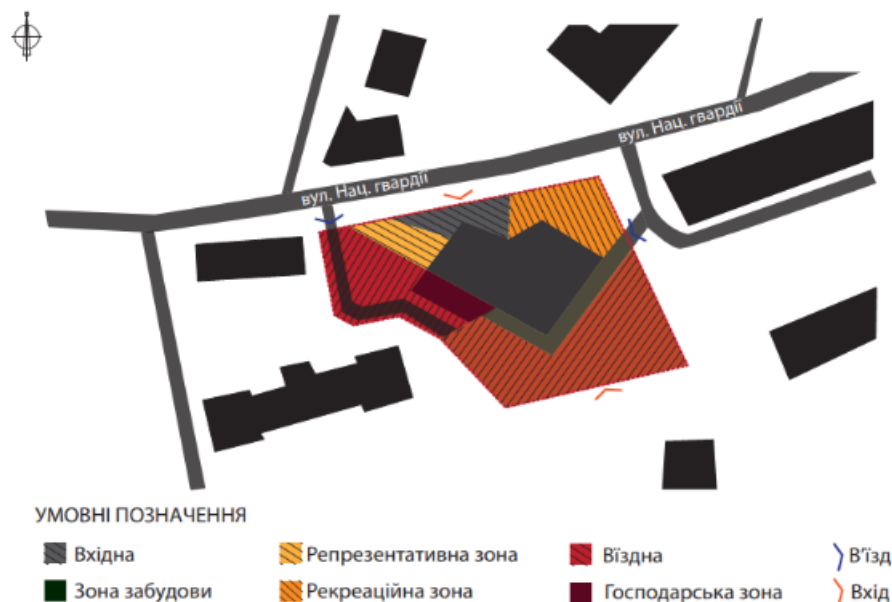 вул. Нац. гвардії
вул. Нац. гвардії
УМОВНІ ПОЗНАЧЕННЯ
Вхідна
Репрезентативна зона
Візна
В'їзд
Зона забудови
Рекреаційна зона
Господарська зона
Вхід